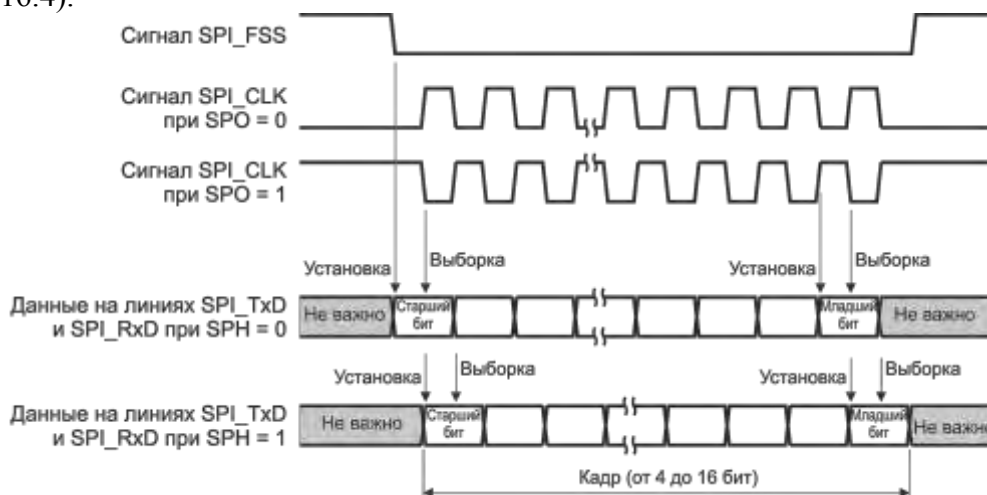 16.4).
Сигнал SPI_FSS
Сигнал SPI_CLK
при SPO = 0
Сигнал SPI_CLK
при SPO = 1
Установка
Выборка
Установка
Выборка
Данные на линиях SPI_TxD
и SPI_RxD при SPH = 0
Не важно
Старший
бит
Младший
бит
Не важно
Установка
Выборка
Установка
Выборка
Данные на линиях SPI_TxD
и SPI_RxD при SPH = 1
Не важно
Старший
бит
Младший
бит
Не важно
Кадр (от 4 до 16 бит)